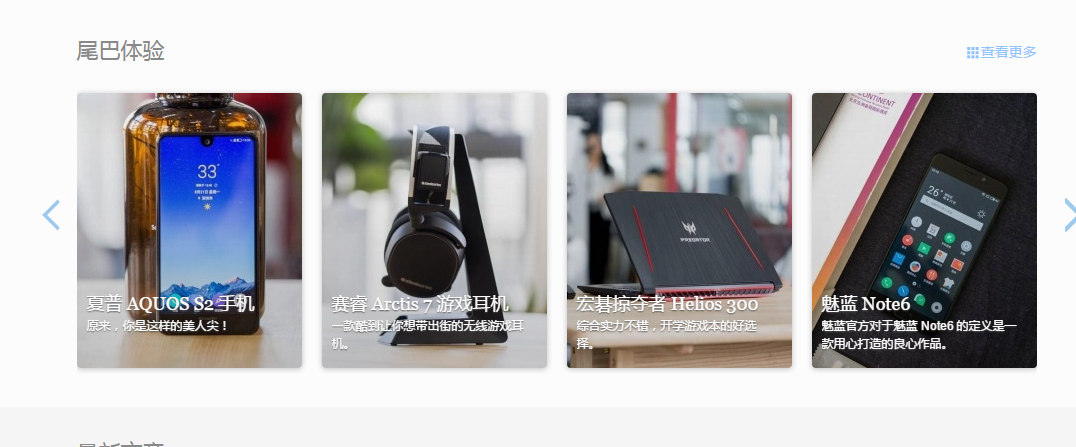 尾巴体验
查看更多
33°
夏普 AQUOS S2 手机
原来，你是这样的美人尖！
SteelSeries
赛睿 Arctis 7 游戏耳机
一款酷到让你想带出街的无线游戏耳
机。
PREDATOR
宏碁掠夺者 Helios 300
综合实力不错，开学游戏本的好选
择。
CONTINENT
26°
魅蓝 Note6
魅蓝官方对于魅蓝 Note6 的定义是一
款用心打造的良心作品。